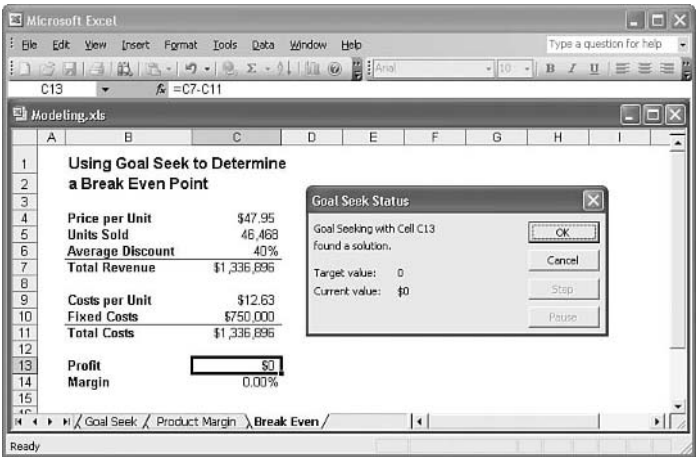 Microsoft Excel
File Edit View Insert Format Tools Data Window Help Type a question for help
Arial 10 B I U
C13 fx =C7-C11
Modeling.xls
A B C D E F G H I
1 Using Goal Seek to Determine
2 a Break Even Point
3
4 Price per Unit $47.95
5 Units Sold 46,468
6 Average Discount 40%
7 Total Revenue $1,336,896
8
9 Costs per Unit $12.63
10 Fixed Costs $750,000
11 Total Costs $1,336,896
12
13 Profit $0
14 Margin 0.00%
15
16
Goal Seek Status
Goal Seeking with Cell C13
found a solution.
Target value: 0
Current value: $0
OK
Cancel
Step
Pause
Goal Seek Product Margin Break Even
Ready